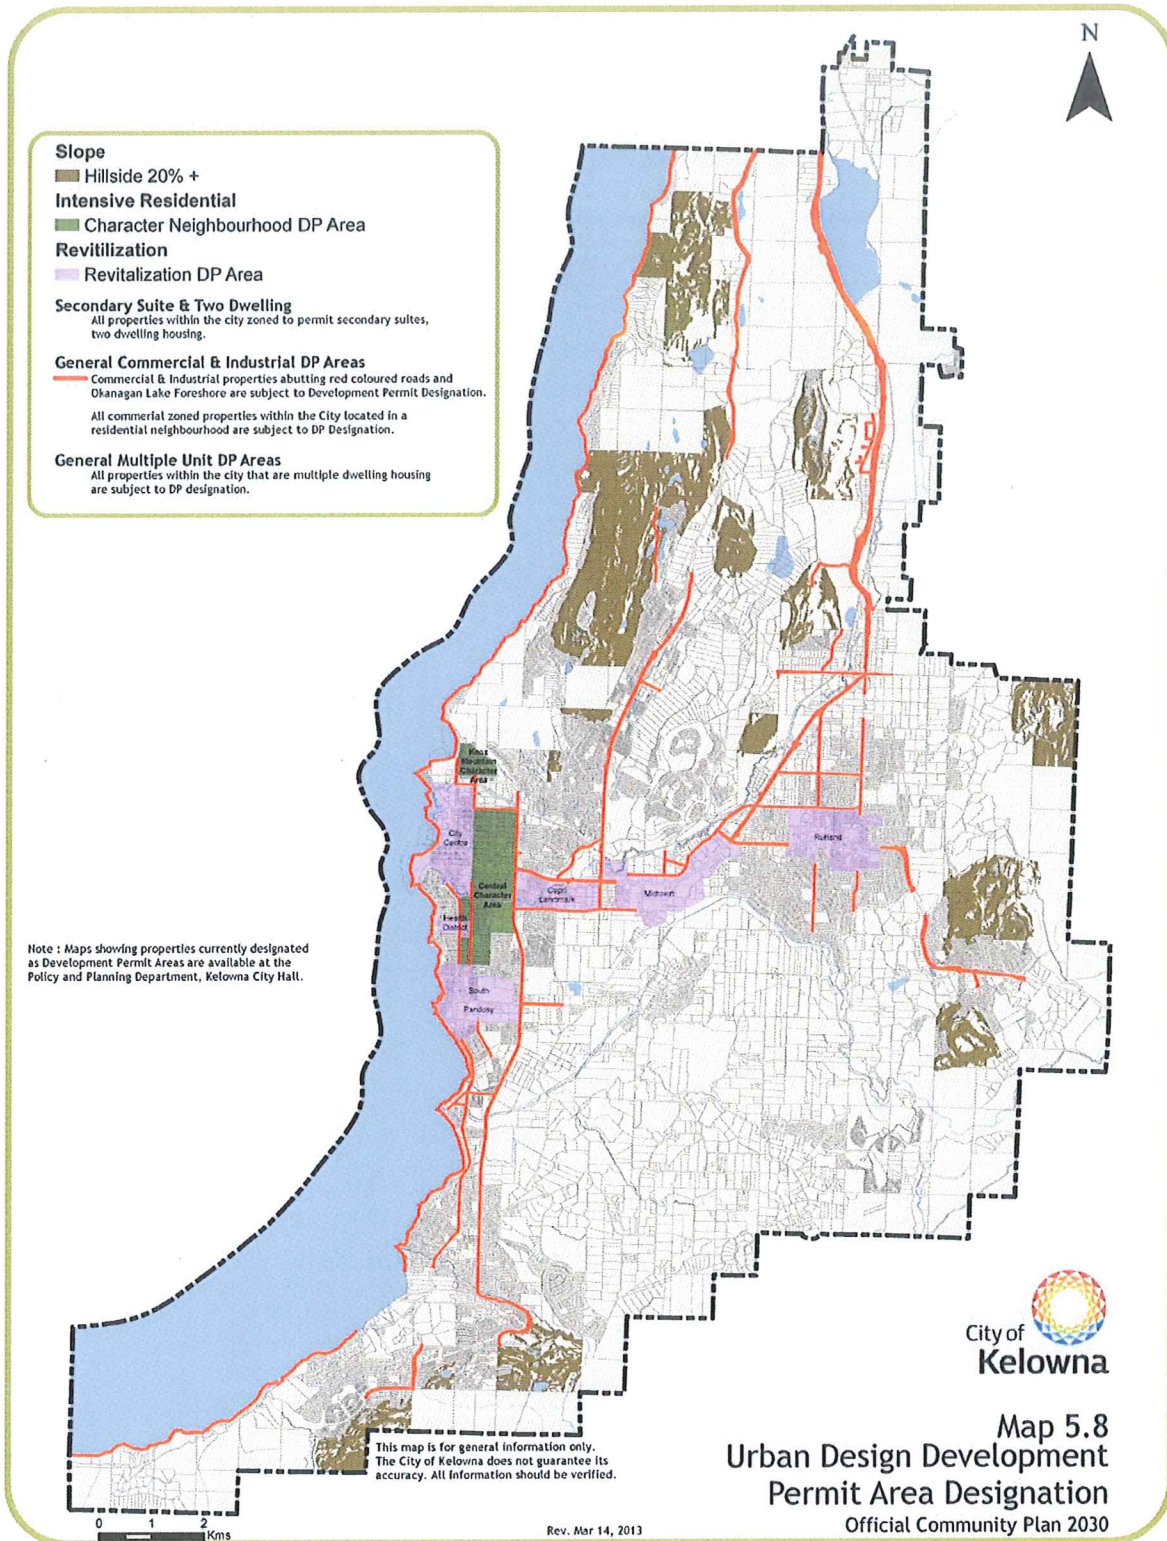 N
Slope
Hillside 20% +
Intensive Residential
Character Neighbourhood DP Area
Revitilization
Revitalization DP Area
Secondary Suite & Two Dwelling
All properties within the city zoned to permit secondary suites,
two dwelling housing.
General Commercial & Industrial DP Areas
Commercial & Industrial properties abutting red coloured roads and
Okanagan Lake Foreshore are subject to Development Permit Designation.
All commerial zoned properties within the City located in a
residential neighbourhood are subject to DP Designation.
General Multiple Unit DP Areas
All properties within the city that are multiple dwelling housing
are subject to DP designation.
Knox
Mountain
Character
Area
City
Centre
Central
Character
Area
Health
District
Capri
Landmark
Midtown
Rutland
South
Pandosy
Note : Maps showing properties currently designated
as Development Permit Areas are available at the
Policy and Planning Department, Kelowna City Hall.
City of
Kelowna
Map 5.8
Urban Design Development
Permit Area Designation
Official Community Plan 2030
This map is for general information only.
The City of Kelowna does not guarantee its
accuracy. All information should be verified.
0 1 2
Kms
Rev. Mar 14, 2013